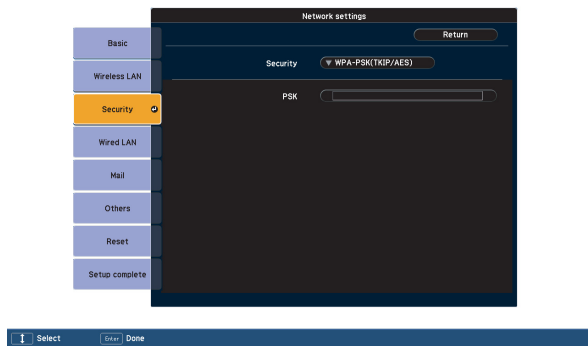 Network settings
Return
Basic
Security
▼ WPA-PSK(TKIP/AES)
Wireless LAN
PSK
Security
Wired LAN
Mail
Others
Reset
Setup complete
Select
Enter Done